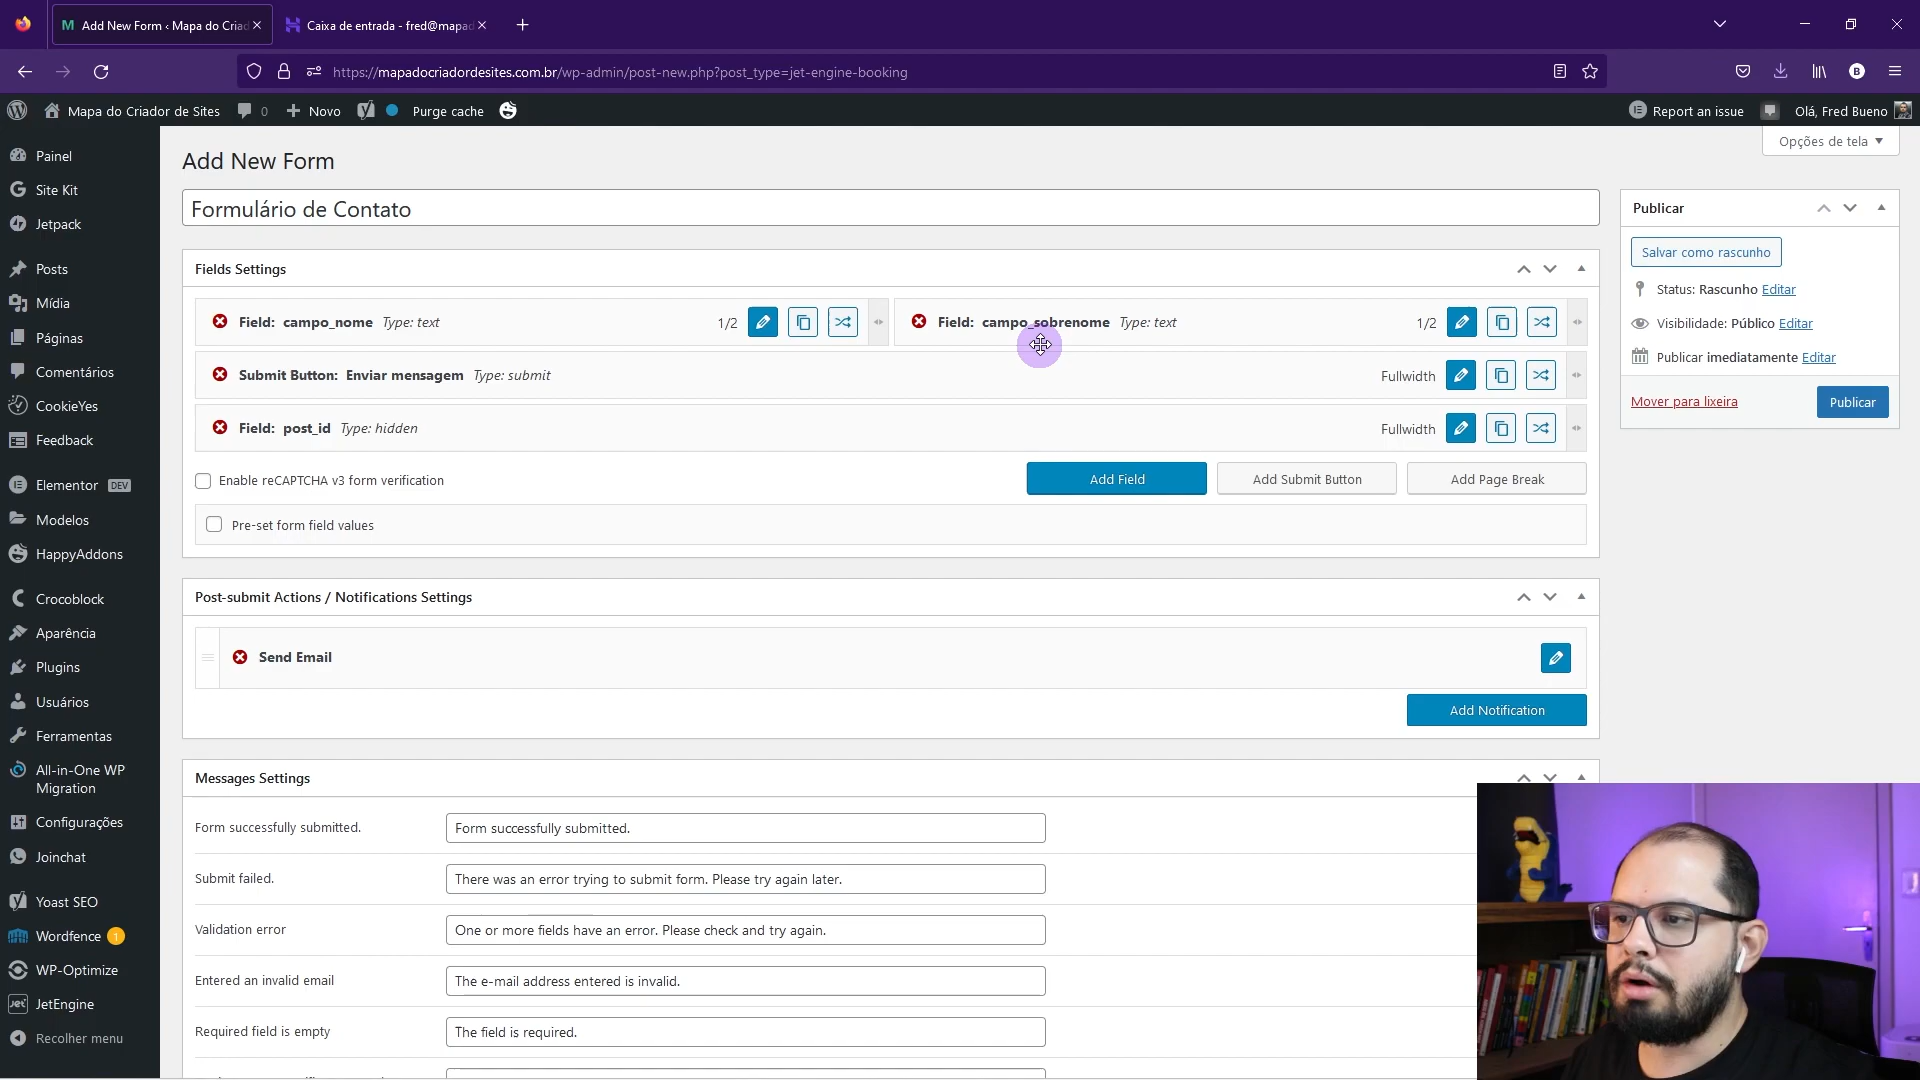 Add New Form ‹ Mapa do Criad
Caixa de entrada - fred@mapad
https://mapadocriadordesites.com.br/wp-admin/post-new.php?post_type=jet-engine-booking
B
Mapa do Criador de Sites
0
Novo
Purge cache
Report an issue
Olá, Fred Bueno
Painel
Site Kit
Jetpack
Posts
Mídia
Páginas
Comentários
CookieYes
Feedback
Elementor DEV
Modelos
HappyAddons
Crocoblock
Aparência
Plugins
Usuários
Ferramentas
All-in-One WP
Migration
Configurações
Joinchat
Yoast SEO
Wordfence 1
WP-Optimize
JetEngine
Recolher menu
Opções de tela
Add New Form
Formulário de Contato
Fields Settings
Field: campo_nome Type: text 1/2
Field: campo_sobrenome Type: text 1/2
Submit Button: Enviar mensagem Type: submit Fullwidth
Field: post_id Type: hidden Fullwidth
Enable reCAPTCHA v3 form verification
Add Field
Add Submit Button
Add Page Break
Pre-set form field values
Post-submit Actions / Notifications Settings
Send Email
Add Notification
Messages Settings
Form successfully submitted. Form successfully submitted.
Submit failed. There was an error trying to submit form. Please try again later.
Validation error One or more fields have an error. Please check and try again.
Entered an invalid email The e-mail address entered is invalid.
Required field is empty The field is required.
Publicar
Salvar como rascunho
Status: Rascunho Editar
Visibilidade: Público Editar
Publicar imediatamente Editar
Mover para lixeira
Publicar